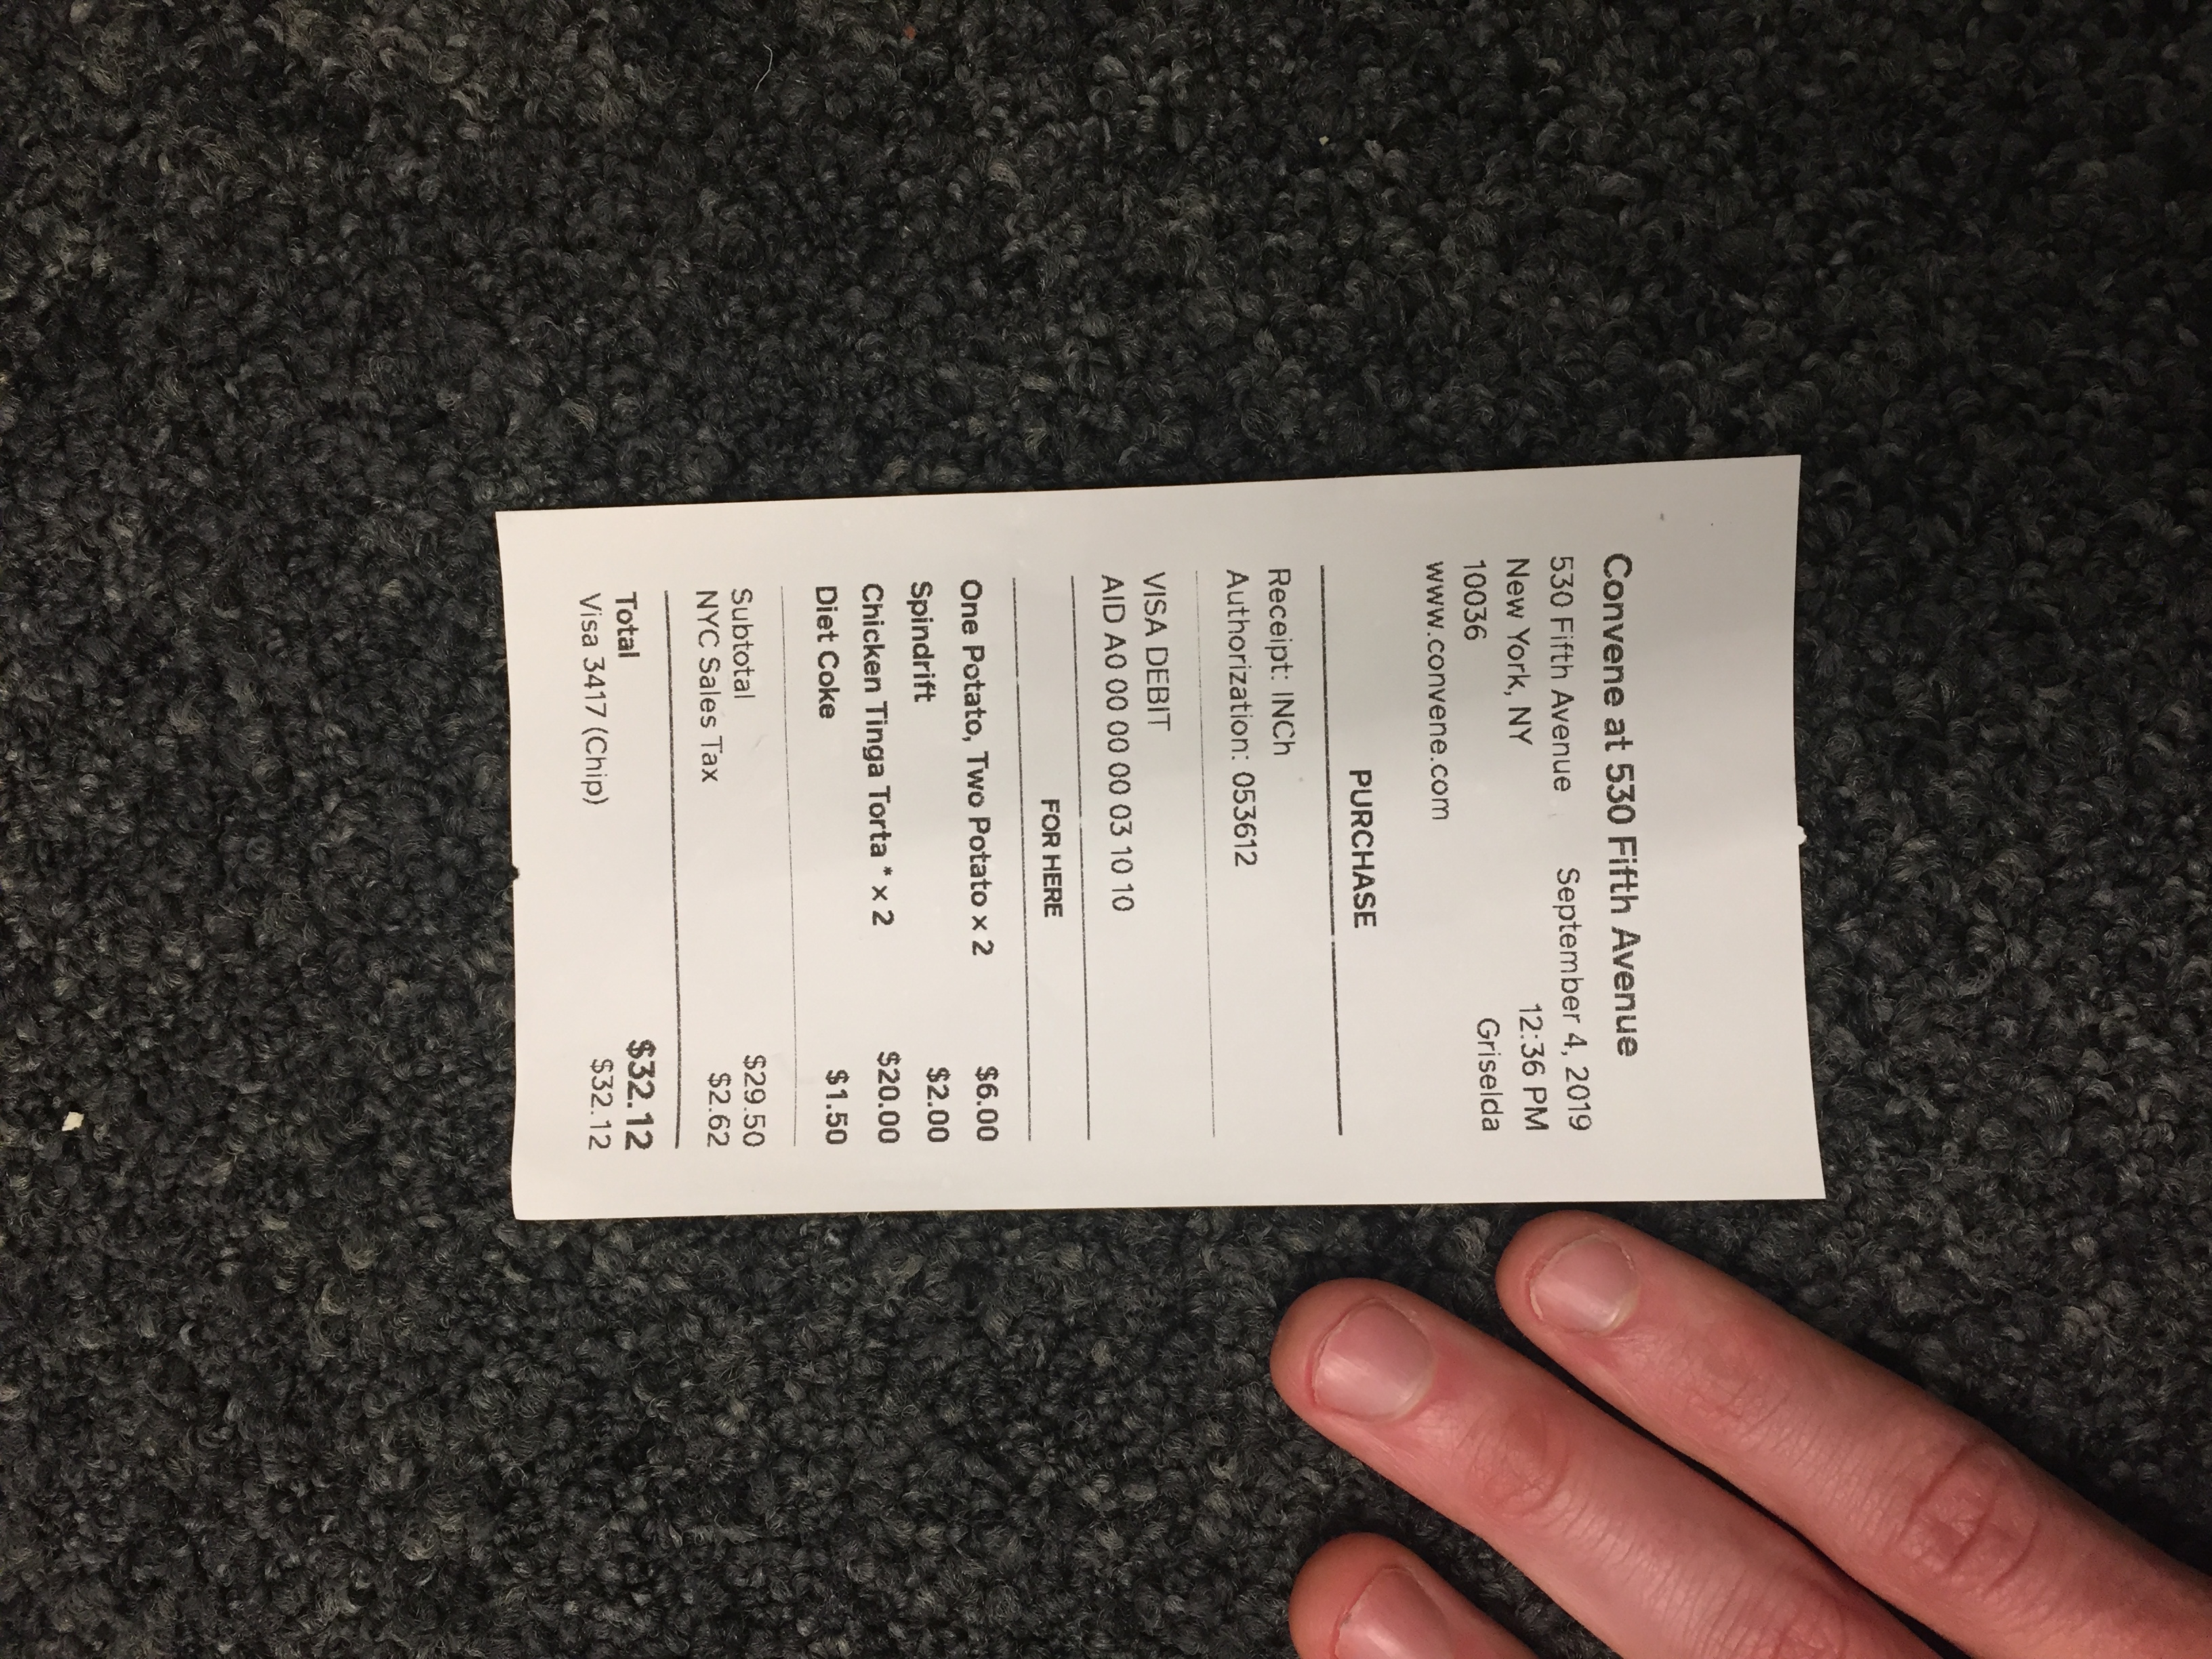 Convene at 530 Fifth Avenue
530 Fifth Avenue September 4, 2019
New York, NY 12:36 PM
10036 Griselda
www.convene.com
PURCHASE
Receipt: INCh
Authorization: 053612
VISA DEBIT
AID A0 00 00 00 03 10 10
FOR HERE
One Potato, Two Potato × 2 $6.00
Spindrift $2.00
Chicken Tinga Torta * × 2 $20.00
Diet Coke $1.50
Subtotal $29.50
NYC Sales Tax $2.62
Total $32.12
Visa 3417 (Chip) $32.12